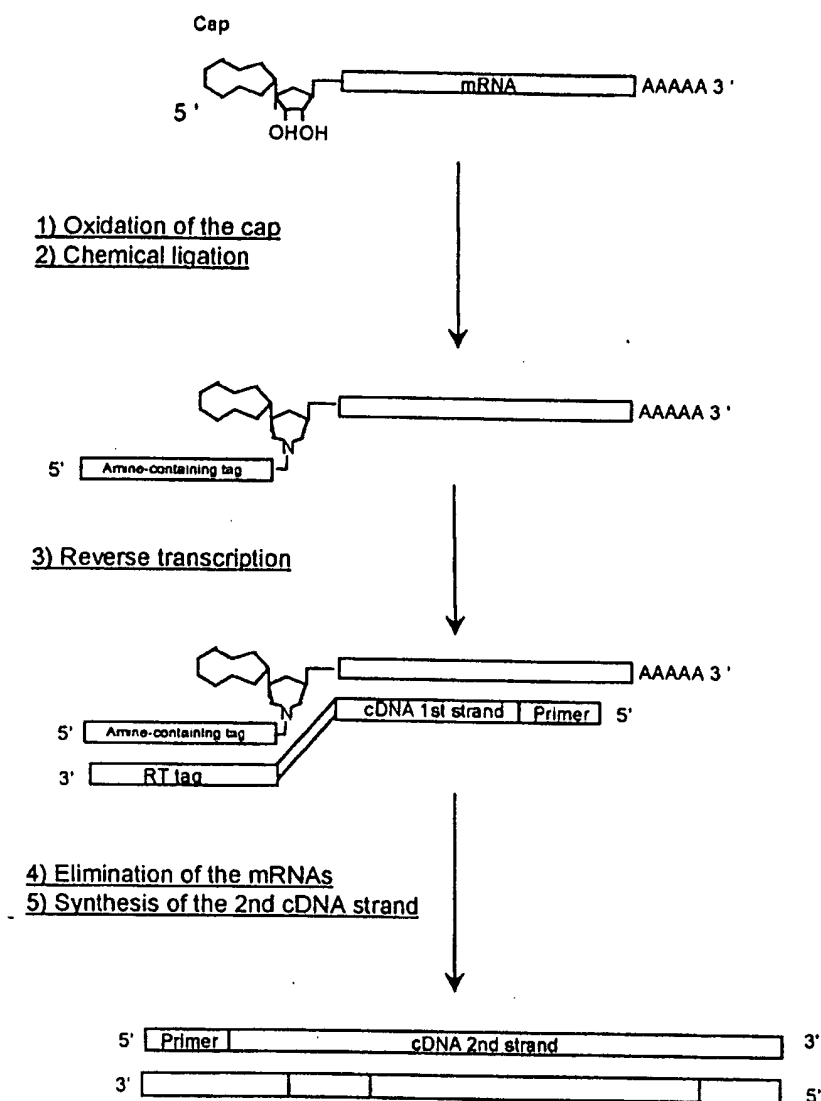 Cap
mRNA AAAAA 3 '
5 '
OHOH
1) Oxidation of the cap
2) Chemical ligation
AAAAA 3 '
N
5' Amine-containing tag
3) Reverse transcription
AAAAA 3 '
N
cDNA 1st strand Primer 5'
5' Amine-containing tag
3' RT tag
4) Elimination of the mRNAs
5) Synthesis of the 2nd cDNA strand
5' Primer cDNA 2nd strand 3'
3' 5'